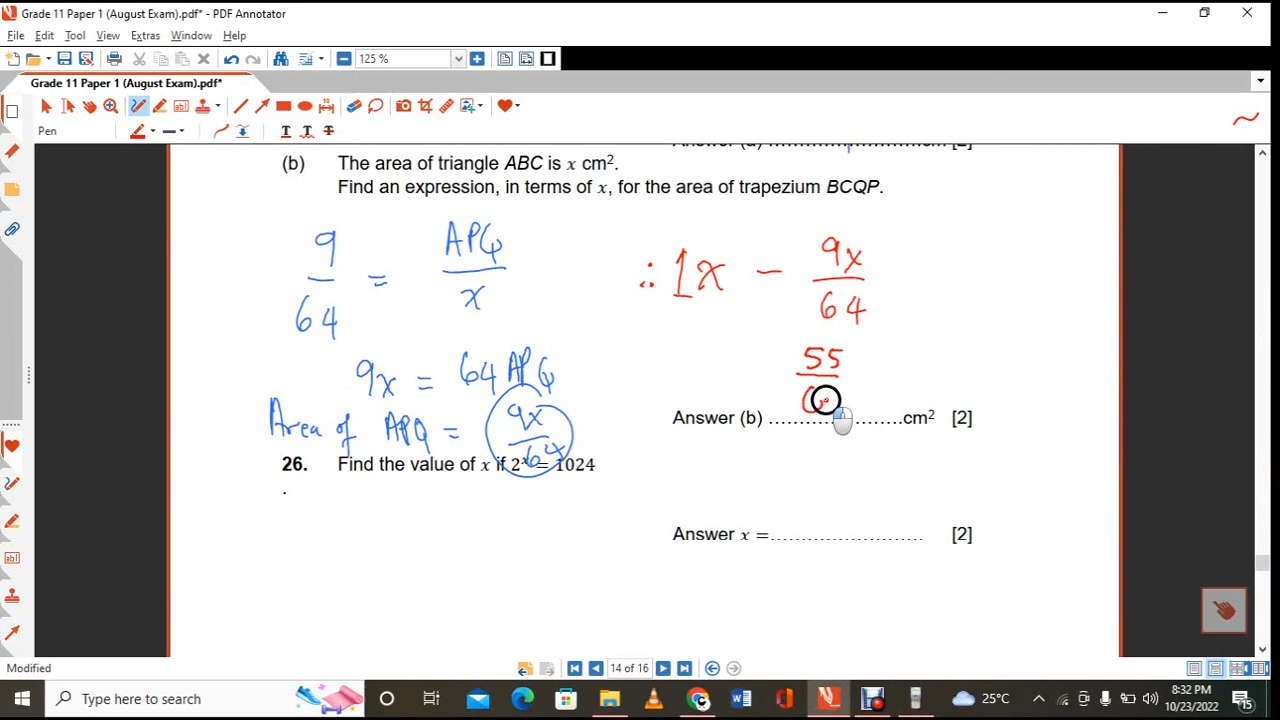 Grade 11 Paper 1 (August Exam).pdf* - PDF Annotator
File Edit Tool View Extras Window Help
125 %
Grade 11 Paper 1 (August Exam).pdf*
Pen
(b) The area of triangle ABC is x cm².
Find an expression, in terms of x, for the area of trapezium BCQP.
9/64 = APQ/x
9x = 64 APQ
Area of APQ = 9x/64
∴ 1x - 9x/64
55
Answer (b) ........................cm² [2]
26. Find the value of x if 2ˣ = 1024
.
Answer x =........................... [2]
Modified
14 of 16
Type here to search
25°C
8:32 PM
10/23/2022
15